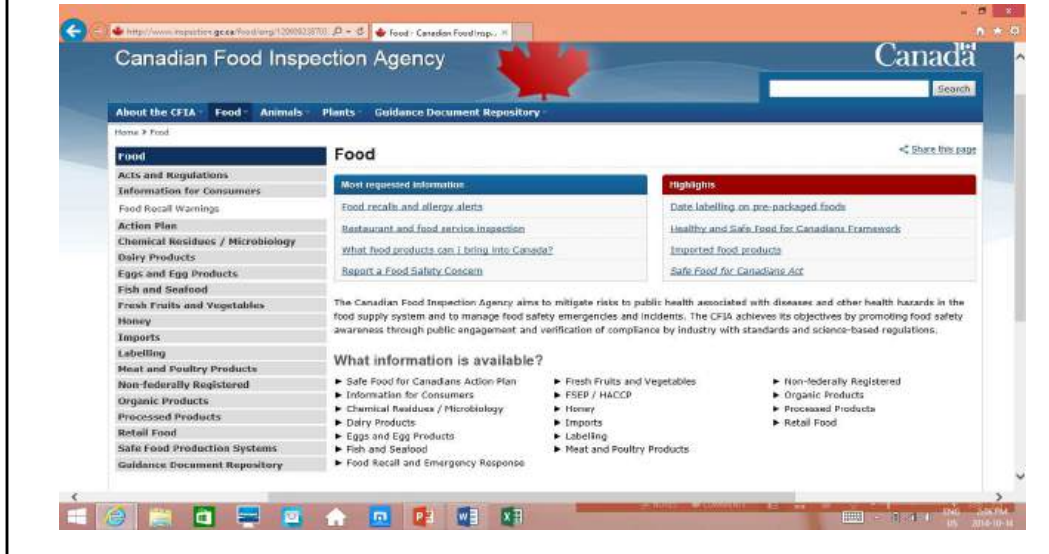 Food - Canadian Food Insp...
Canadian Food Inspection Agency
Canada
Search
About the CFIA Food Animals Plants Guidance Document Repository
Home > Food
Food
Acts and Regulations
Information for Consumers
Food Recall Warnings
Action Plan
Chemical Residues / Microbiology
Dairy Products
Eggs and Egg Products
Fish and Seafood
Fresh Fruits and Vegetables
Honey
Imports
Labelling
Meat and Poultry Products
Non-federally Registered
Organic Products
Processed Products
Retail Food
Safe Food Production Systems
Guidance Document Repository
Food
Share this page
Most requested information
Food recalls and allergy alerts
Restaurant and food service inspection
What food products can I bring into Canada?
Report a Food Safety Concern
Highlights
Date labelling on pre-packaged foods
Healthy and Safe Food for Canadians Framework
Imported food products
Safe Food for Canadians Act
The Canadian Food Inspection Agency aims to mitigate risks to public health associated with diseases and other health hazards in the
food supply system and to manage food safety emergencies and incidents. The CFIA achieves its objectives by promoting food safety
awareness through public engagement and verification of compliance by industry with standards and science-based regulations.
What information is available?
► Safe Food for Canadians Action Plan
► Information for Consumers
► Chemical Residues / Microbiology
► Dairy Products
► Eggs and Egg Products
► Fish and Seafood
► Food Recall and Emergency Response
► Fresh Fruits and Vegetables
► FSEP / HACCP
► Honey
► Imports
► Labelling
► Meat and Poultry Products
► Non-federally Registered
► Organic Products
► Processed Products
► Retail Food
ENG
US
2014-10-14